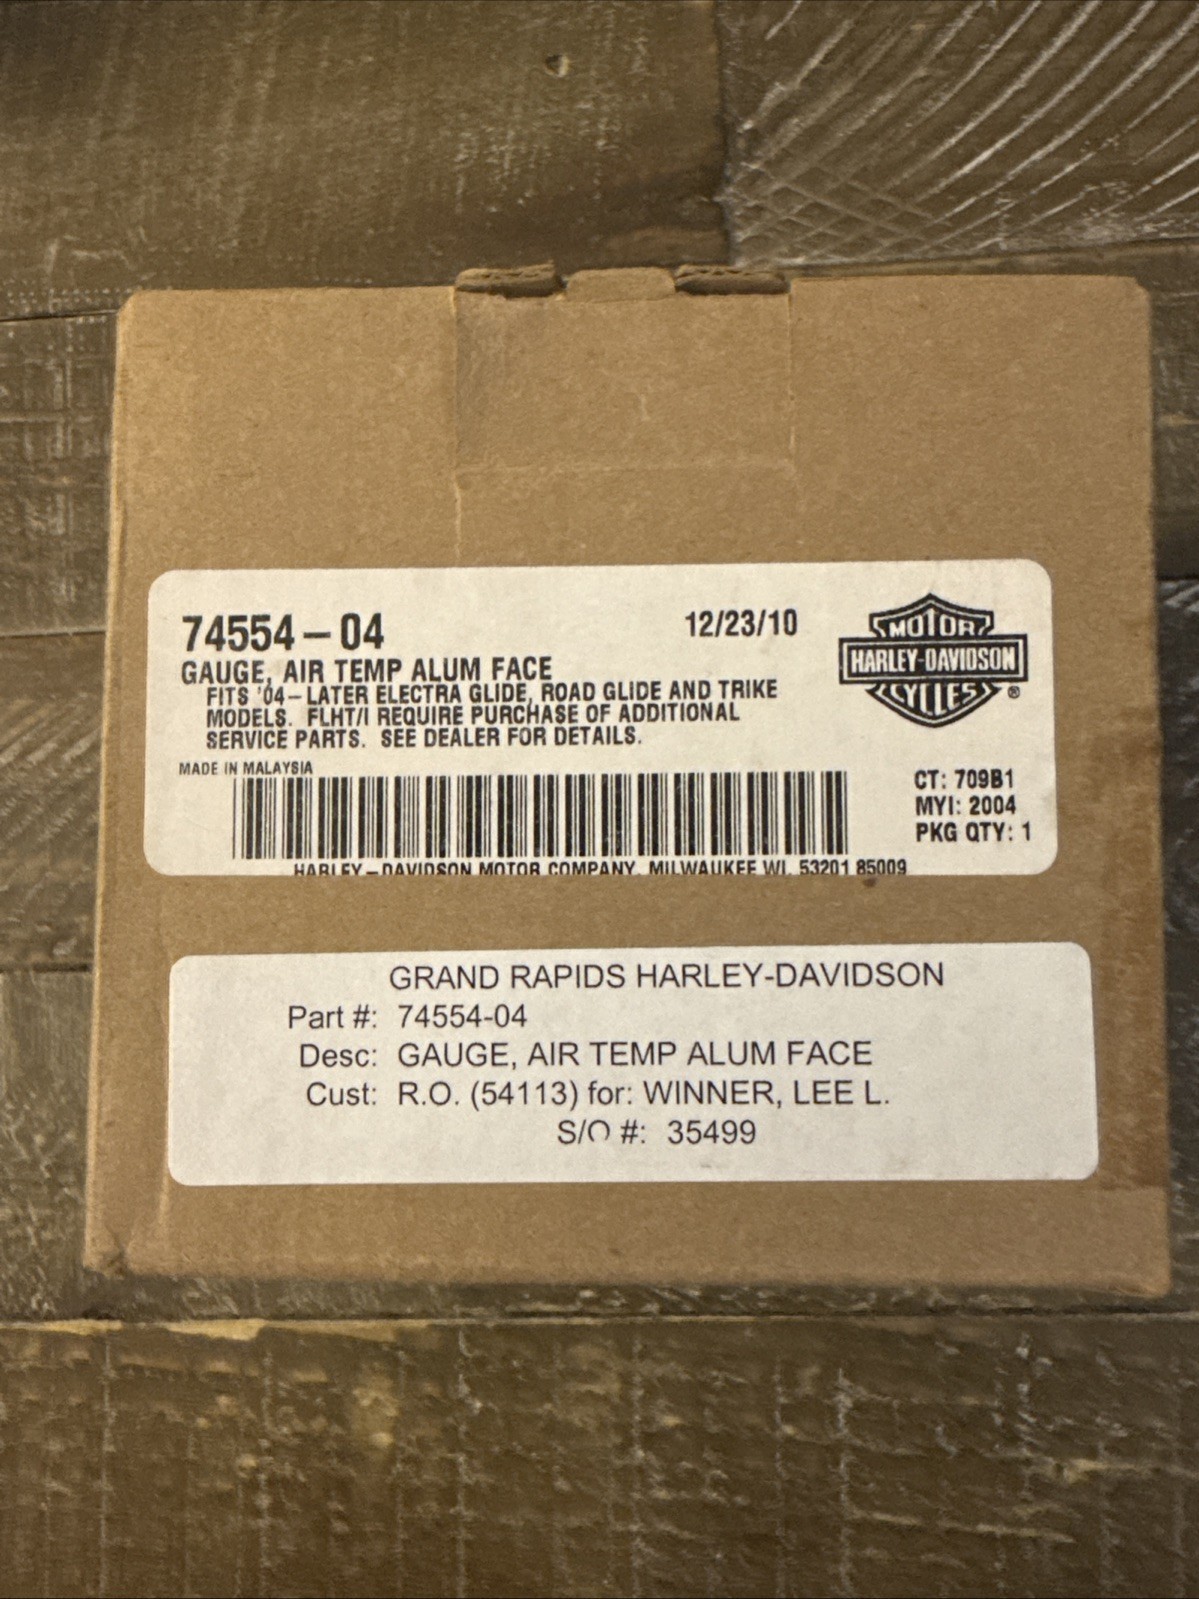 74554-04
12/23/10
MOTOR
HARLEY-DAVIDSON
CYCLES
®
GAUGE, AIR TEMP ALUM FACE
FITS '04-LATER ELECTRA GLIDE, ROAD GLIDE AND TRIKE
MODELS. FLHT/I REQUIRE PURCHASE OF ADDITIONAL
SERVICE PARTS. SEE DEALER FOR DETAILS.
MADE IN MALAYSIA
CT: 709B1
MYI: 2004
PKG QTY: 1
HARLEY-DAVIDSON MOTOR COMPANY, MILWAUKEE WI. 53201 85009
GRAND RAPIDS HARLEY-DAVIDSON
Part #: 74554-04
Desc: GAUGE, AIR TEMP ALUM FACE
Cust: R.O. (54113) for: WINNER, LEE L.
S/O #: 35499